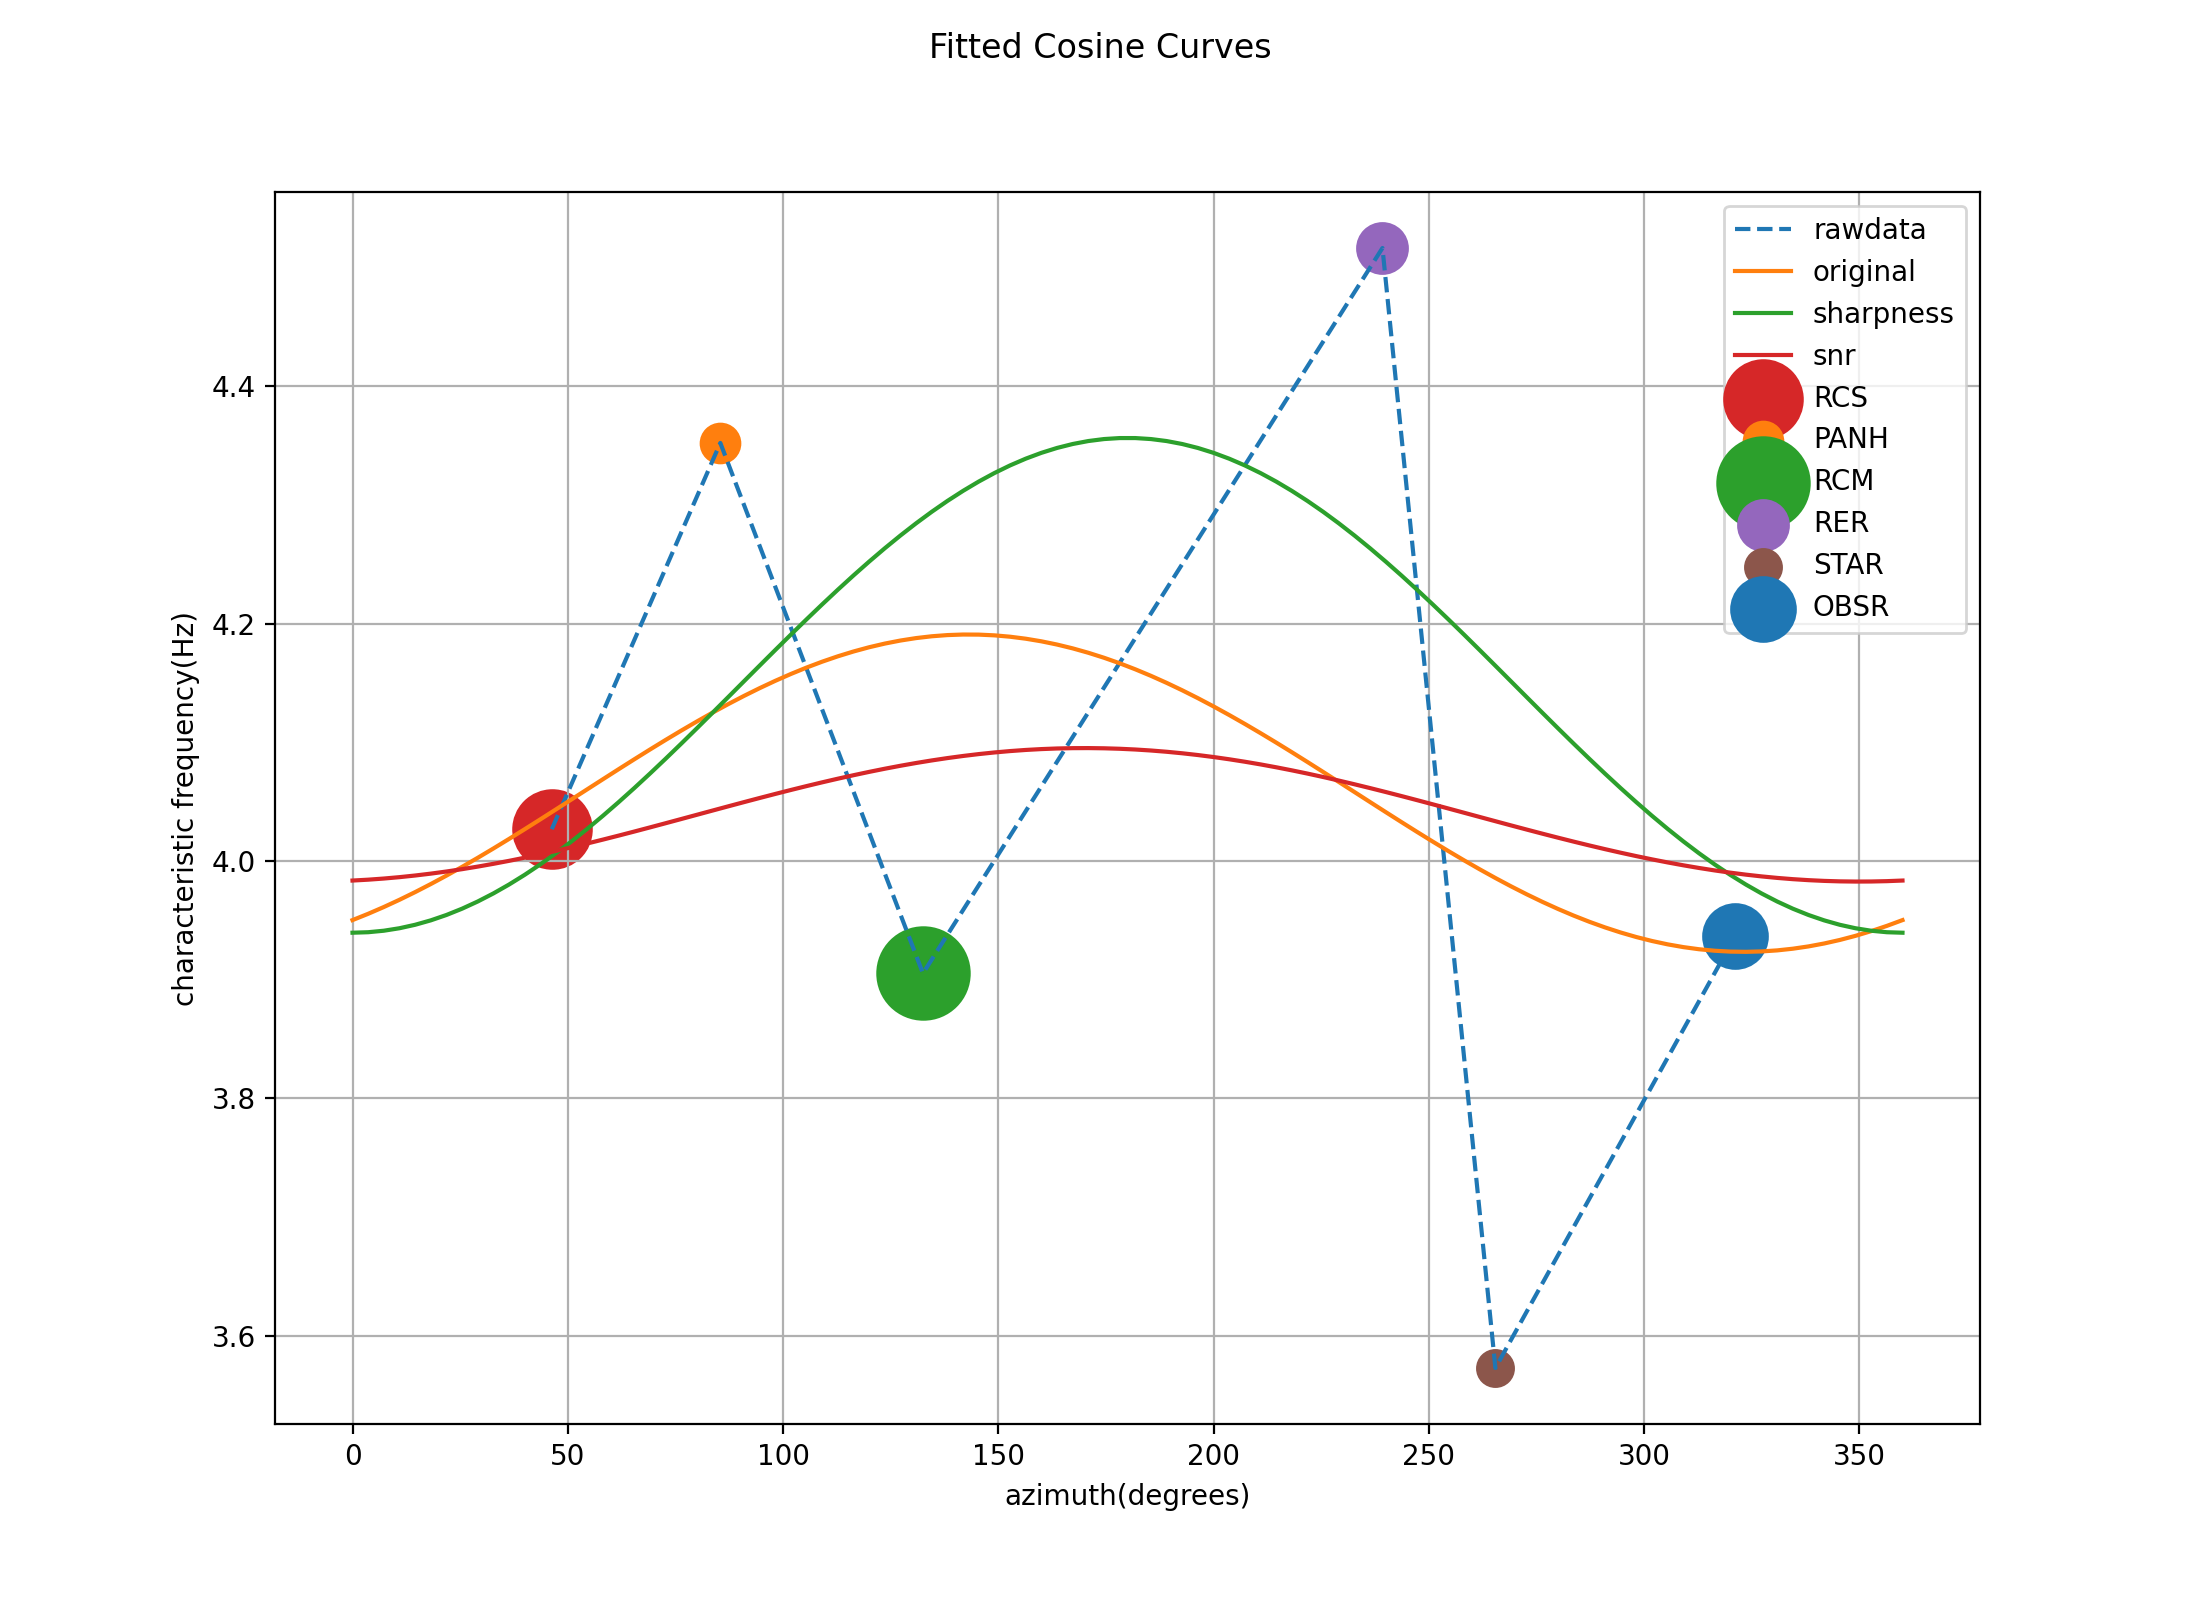 Fitted Cosine Curves
rawdata
original
sharpness
snr
RCS
PANH
RCM
RER
STAR
OBSR
characteristic frequency(Hz)
4.4
4.2
4.0
3.8
3.6
0 50 100 150 200 250 300 350
azimuth(degrees)